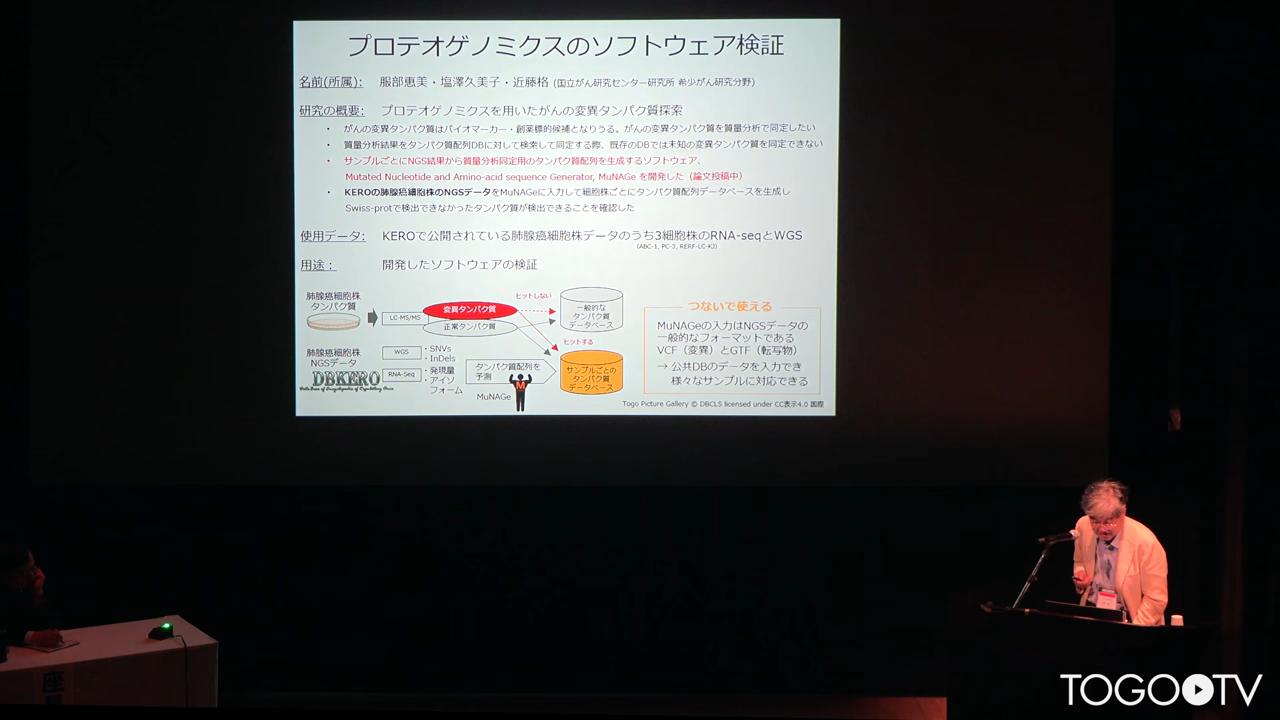 プロテオゲノミクスのソフトウェア検証
名前(所属): 服部恵美・塩澤久美子・近藤格 (国立がん研究センター研究所 希少がん研究分野)
研究の概要: プロテオゲノミクスを用いたがんの変異タンパク質探索
・ がんの変異タンパク質はバイオマーカー・創薬標的候補となりうる。がんの変異タンパク質を質量分析で同定したい
・ 質量分析結果をタンパク質配列DBに対して検索して同定する際、既存のDBでは未知の変異タンパク質を同定できない
・ サンプルごとにNGS結果から質量分析同定用のタンパク質配列を生成するソフトウェア、
Mutated Nucleotide and Amino-acid sequence Generator, MuNAGe を開発した（論文投稿中）
・ KEROの肺腺癌細胞株のNGSデータをMuNAGeに入力して細胞株ごとにタンパク質配列データベースを生成し
Swiss-protで検出できなかったタンパク質が検出できることを確認した
使用データ: KEROで公開されている肺腺癌細胞株データのうち3細胞株のRNA-seqとWGS
(ABC-1, PC-3, RERF-LC-KJ)
用途： 開発したソフトウェアの検証
肺腺癌細胞株
タンパク質
LC-MS/MS
変異タンパク質
正常タンパク質
ヒットしない
一般的な
タンパク質
データベース
ヒットする
肺腺癌細胞株
NGSデータ
DBKERO
WGS
・SNVs
・InDels
RNA-Seq
・発現量
・アイソ
フォーム
タンパク質配列を
予測
M
MuNAGe
サンプルごとの
タンパク質
データベース
つないで使える
MuNAGeの入力はNGSデータの
一般的なフォーマットである
VCF（変異）とGTF（転写物）
→ 公共DBのデータを入力でき
様々なサンプルに対応できる
Togo Picture Gallery © DBCLS licensed under CC表示4.0 国際
座
TOGO TV